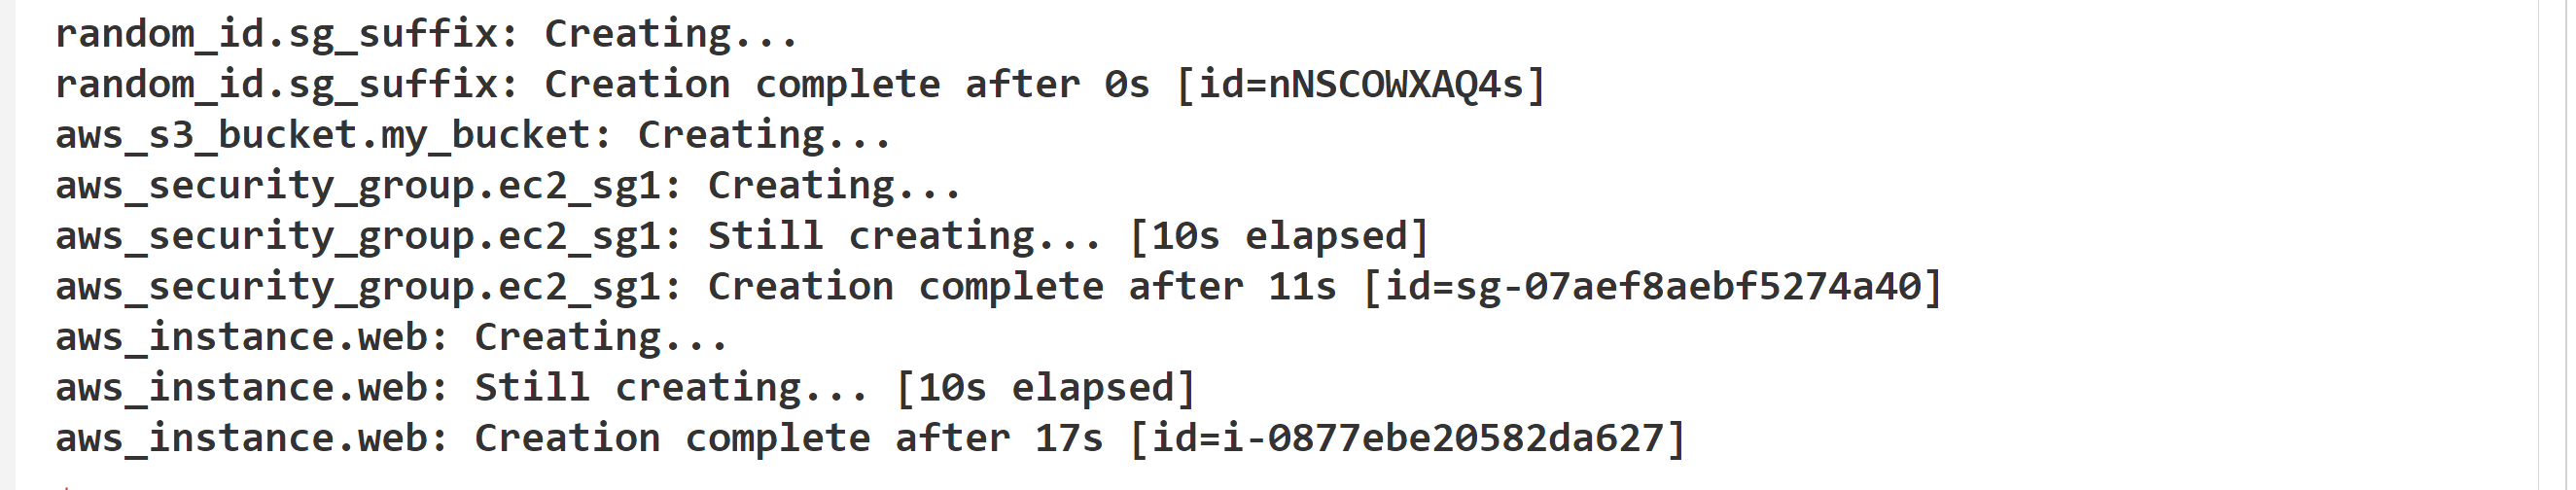 random_id.sg_suffix: Creating...
random_id.sg_suffix: Creation complete after 0s [id=nNSCOWXAQ4s]
aws_s3_bucket.my_bucket: Creating...
aws_security_group.ec2_sg1: Creating...
aws_security_group.ec2_sg1: Still creating... [10s elapsed]
aws_security_group.ec2_sg1: Creation complete after 11s [id=sg-07aef8aebf5274a40]
aws_instance.web: Creating...
aws_instance.web: Still creating... [10s elapsed]
aws_instance.web: Creation complete after 17s [id=i-0877ebe20582da627]